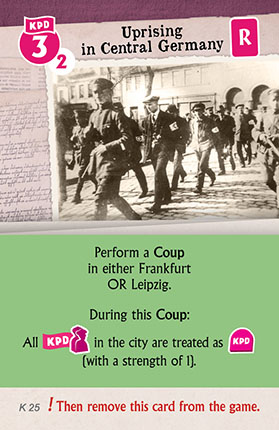 KPD
3
2
Uprising
in Central Germany
R
Perform a Coup
in either Frankfurt
OR Leipzig.
During this Coup:
All KPD in the city are treated as KPD
(with a strength of 1).
K 25 ! Then remove this card from the game.